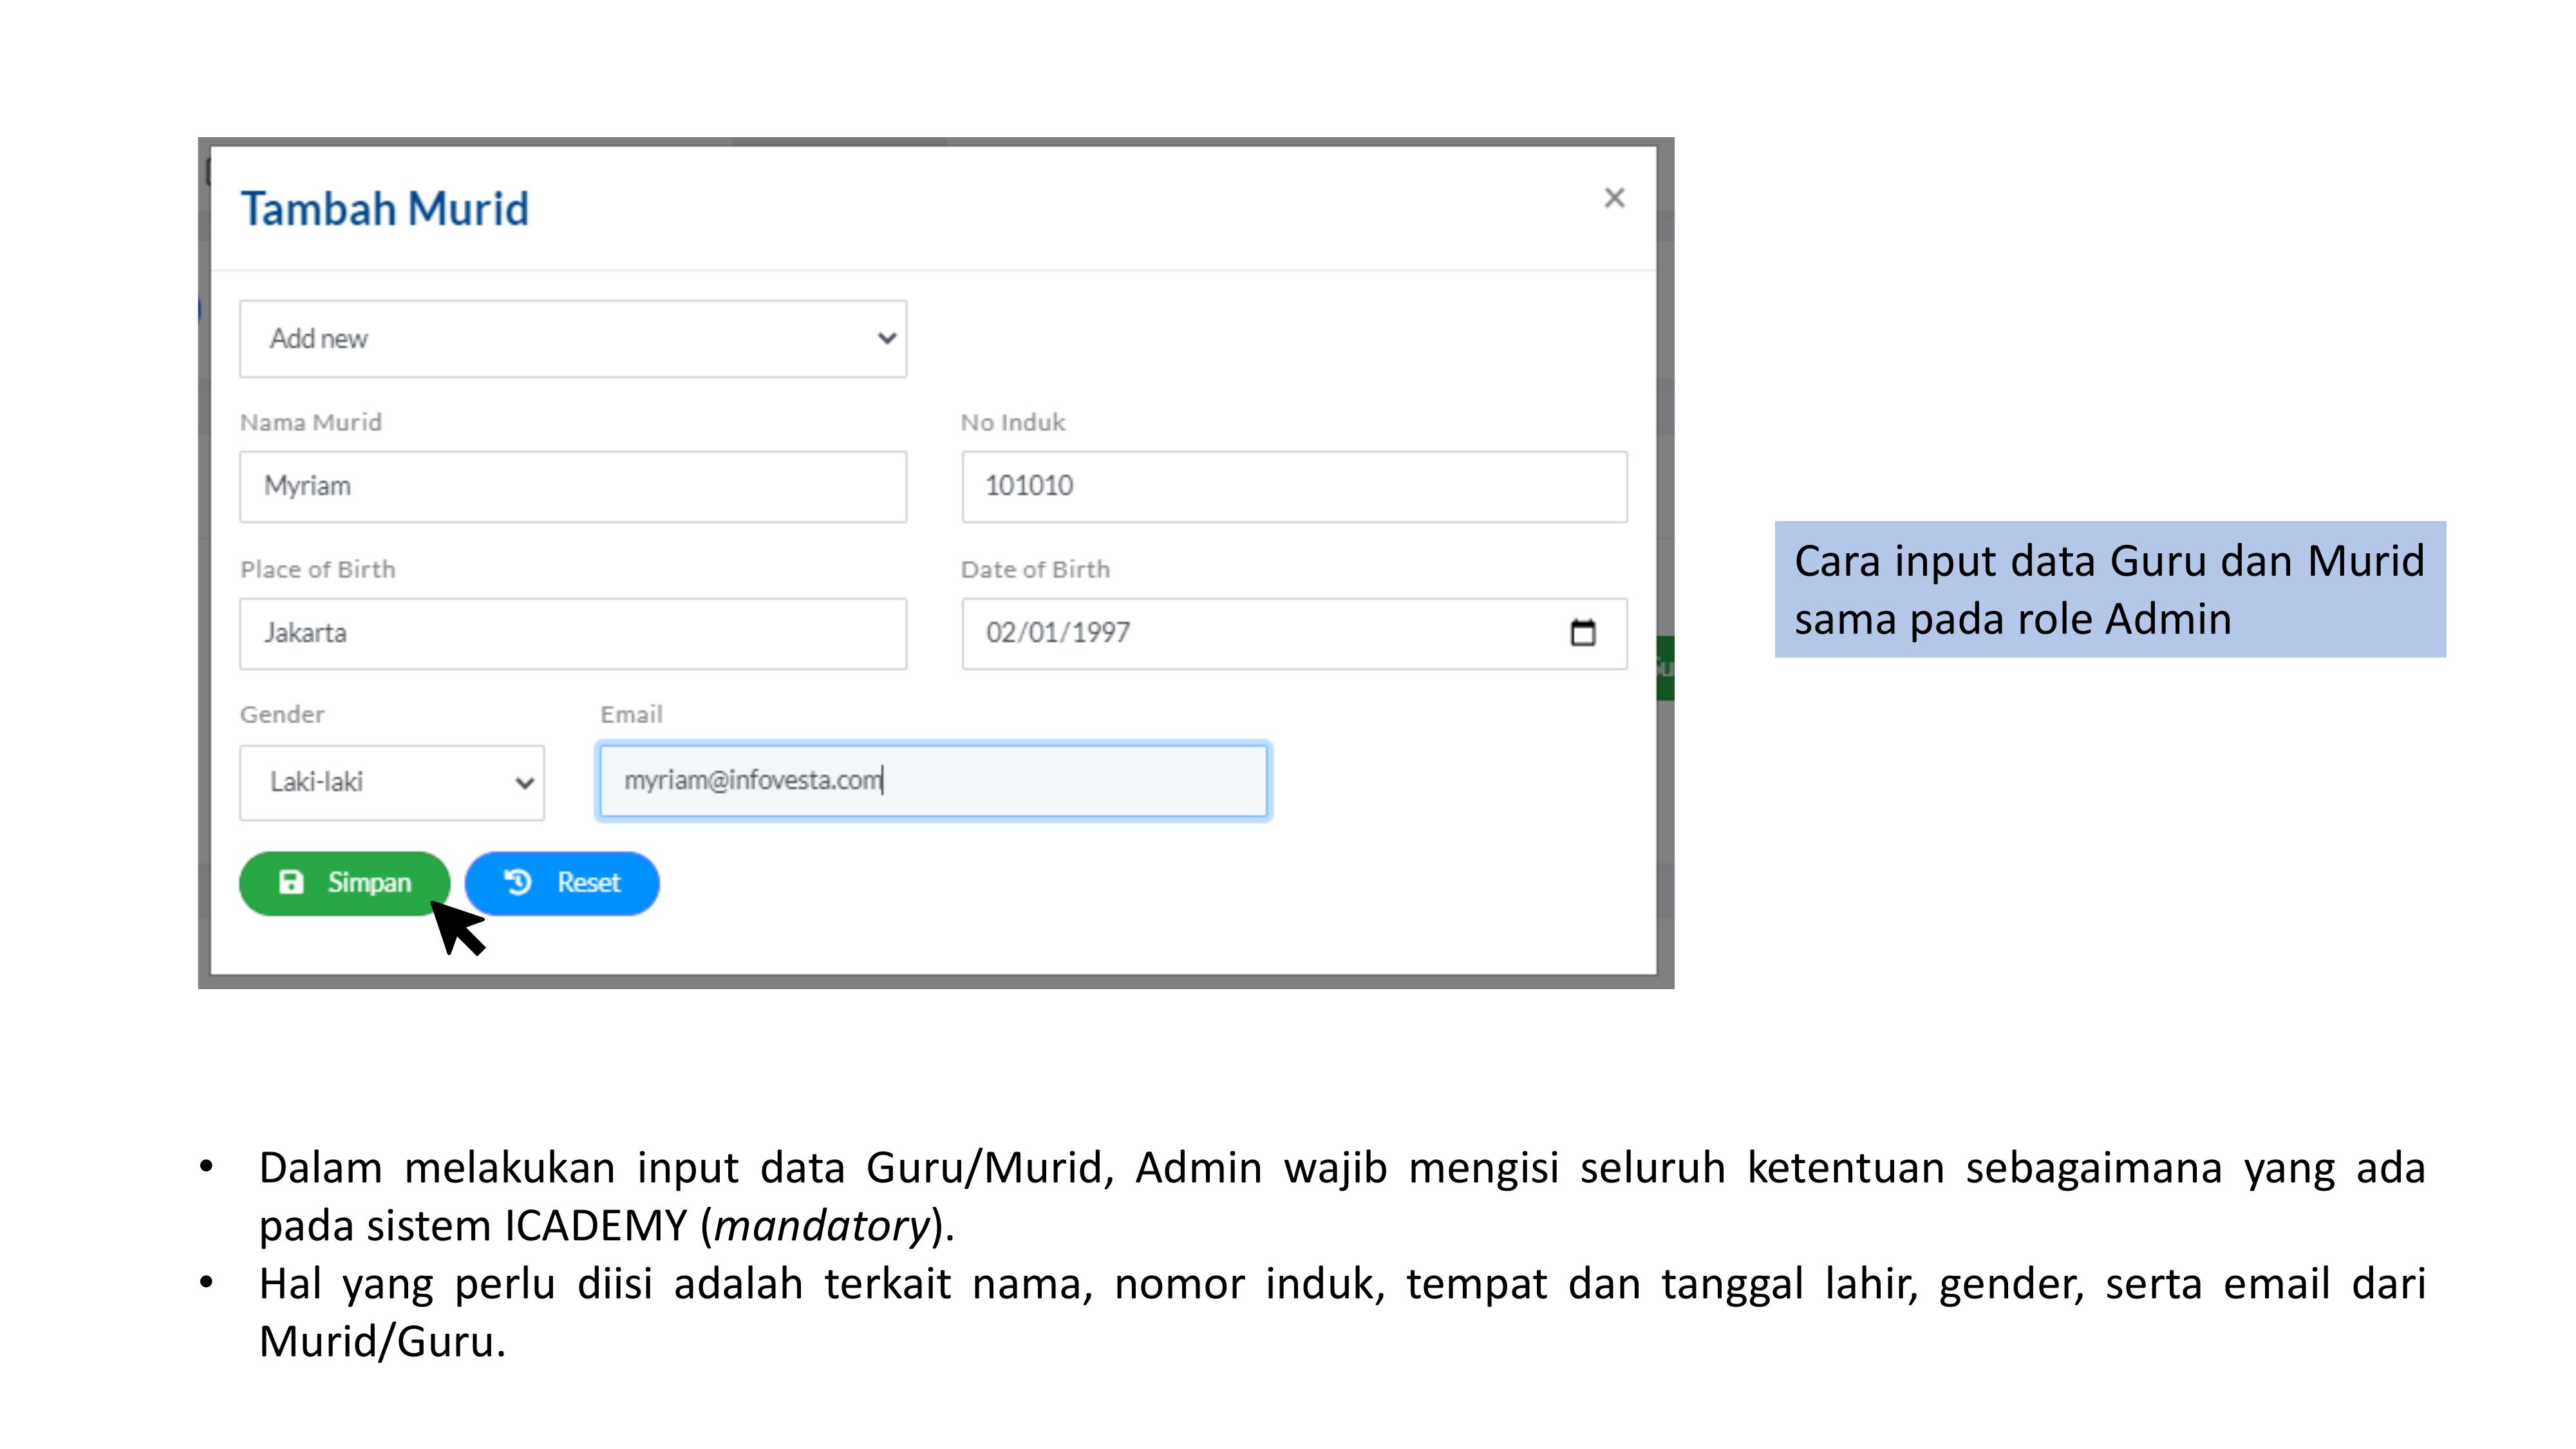 Tambah Murid
×
Add new
Nama Murid
No Induk
Myriam
101010
Place of Birth
Date of Birth
Jakarta
02/01/1997
Gender
Email
Laki-laki
myriam@infovesta.com
Simpan
Reset
Cara input data Guru dan Murid
sama pada role Admin
• Dalam melakukan input data Guru/Murid, Admin wajib mengisi seluruh ketentuan sebagaimana yang ada
pada sistem ICADEMY (mandatory).
• Hal yang perlu diisi adalah terkait nama, nomor induk, tempat dan tanggal lahir, gender, serta email dari
Murid/Guru.